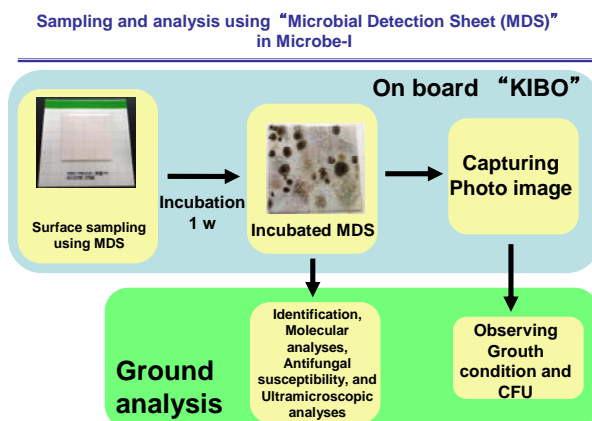 Sampling and analysis using “Microbial Detection Sheet (MDS)”
in Microbe-I
On board “KIBO”
Surface sampling
using MDS
Incubation
1 w
Incubated MDS
Capturing
Photo image
Ground
analysis
Identification,
Molecular
analyses,
Antifungal
susceptibility, and
Ultramicroscopic
analyses
Observing
Grouth
condition and
CFU